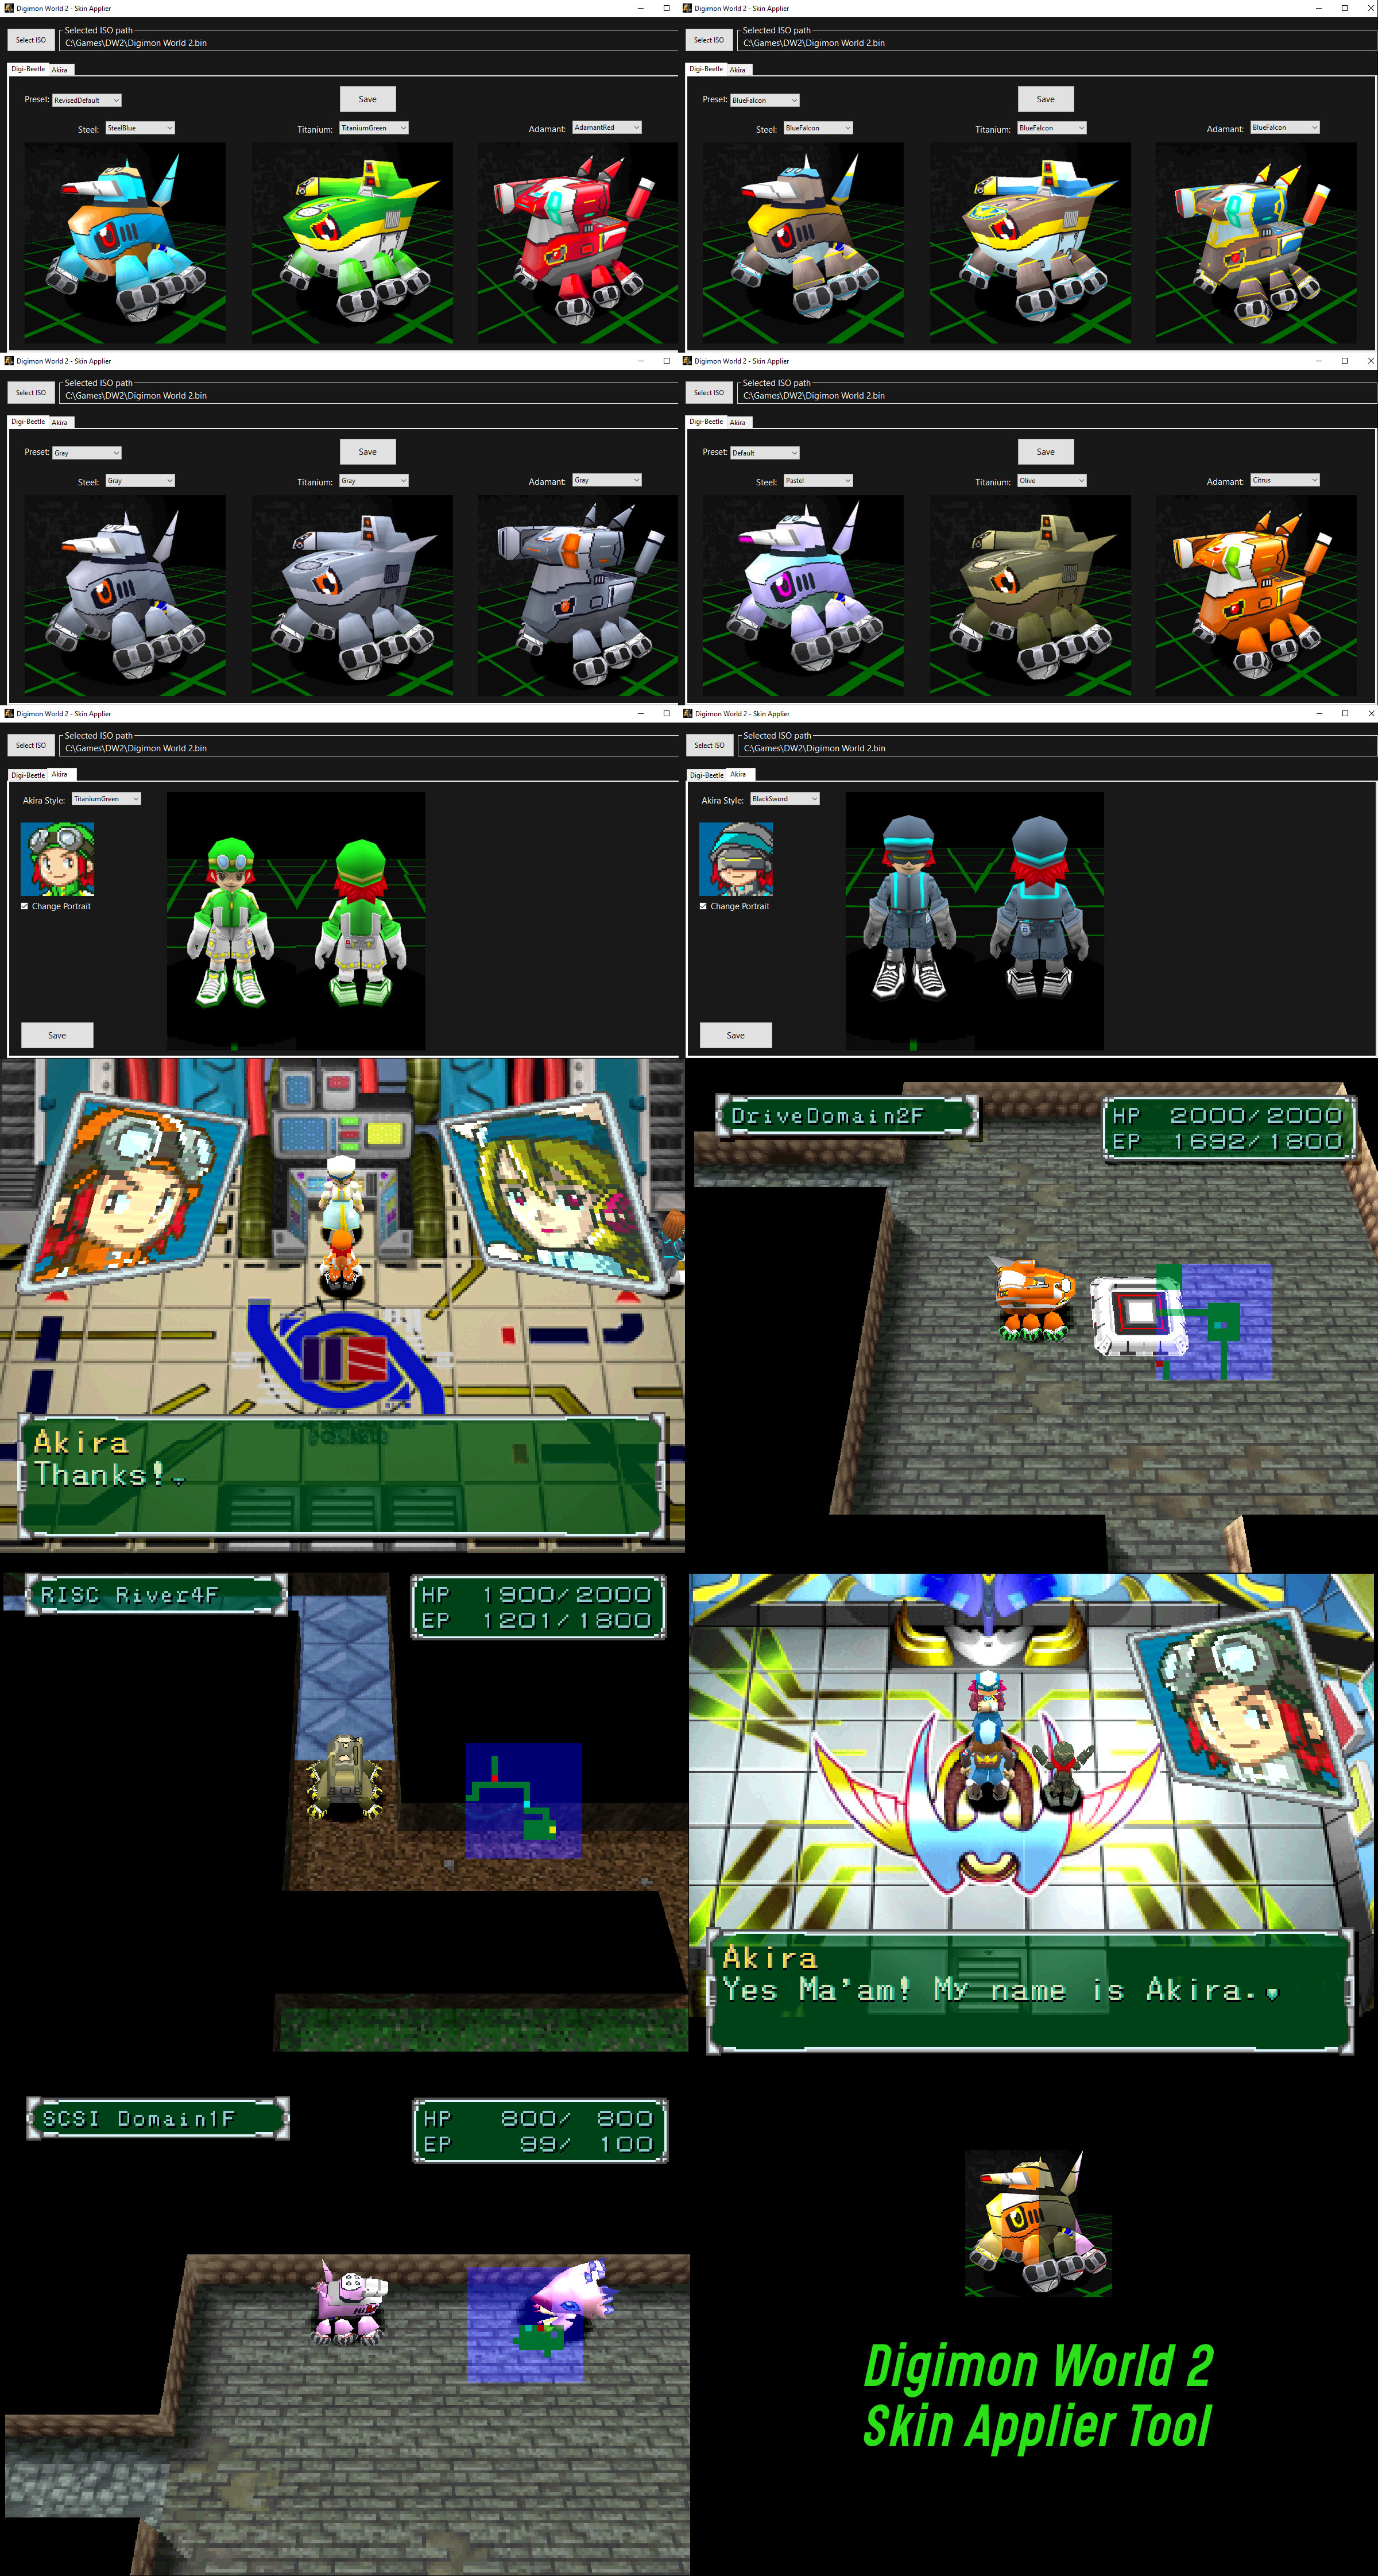 Digimon World 2 - Skin Applier
Select ISO
Selected ISO path
C:\Games\DW2\Digimon World 2.bin
Digi-Beetle Akira
Preset: RevisedDefault
Save
Steel: SteelBlue
Titanium: TitaniumGreen
Adamant: AdamantRed
Digimon World 2 - Skin Applier
Select ISO
Selected ISO path
C:\Games\DW2\Digimon World 2.bin
Digi-Beetle Akira
Preset: BlueFalcon
Save
Steel: BlueFalcon
Titanium: BlueFalcon
Adamant: BlueFalcon
Digimon World 2 - Skin Applier
Select ISO
Selected ISO path
C:\Games\DW2\Digimon World 2.bin
Digi-Beetle Akira
Preset: Gray
Save
Steel: Gray
Titanium: Gray
Adamant: Gray
Digimon World 2 - Skin Applier
Select ISO
Selected ISO path
C:\Games\DW2\Digimon World 2.bin
Digi-Beetle Akira
Preset: Default
Save
Steel: Pastel
Titanium: Olive
Adamant: Citrus
Digimon World 2 - Skin Applier
Select ISO
Selected ISO path
C:\Games\DW2\Digimon World 2.bin
Digi-Beetle Akira
Akira Style: TitaniumGreen
Change Portrait
Save
Digimon World 2 - Skin Applier
Select ISO
Selected ISO path
C:\Games\DW2\Digimon World 2.bin
Digi-Beetle Akira
Akira Style: BlackSword
Change Portrait
Save
Akira
Thanks!
DriveDomain2F
HP 2000/2000
EP 1692/1800
RISC River4F
HP 1900/2000
EP 1201/1800
Akira
Yes Ma'am! My name is Akira.
SCSI Domain1F
HP 800/ 800
EP 99/ 100
Digimon World 2
Skin Applier Tool